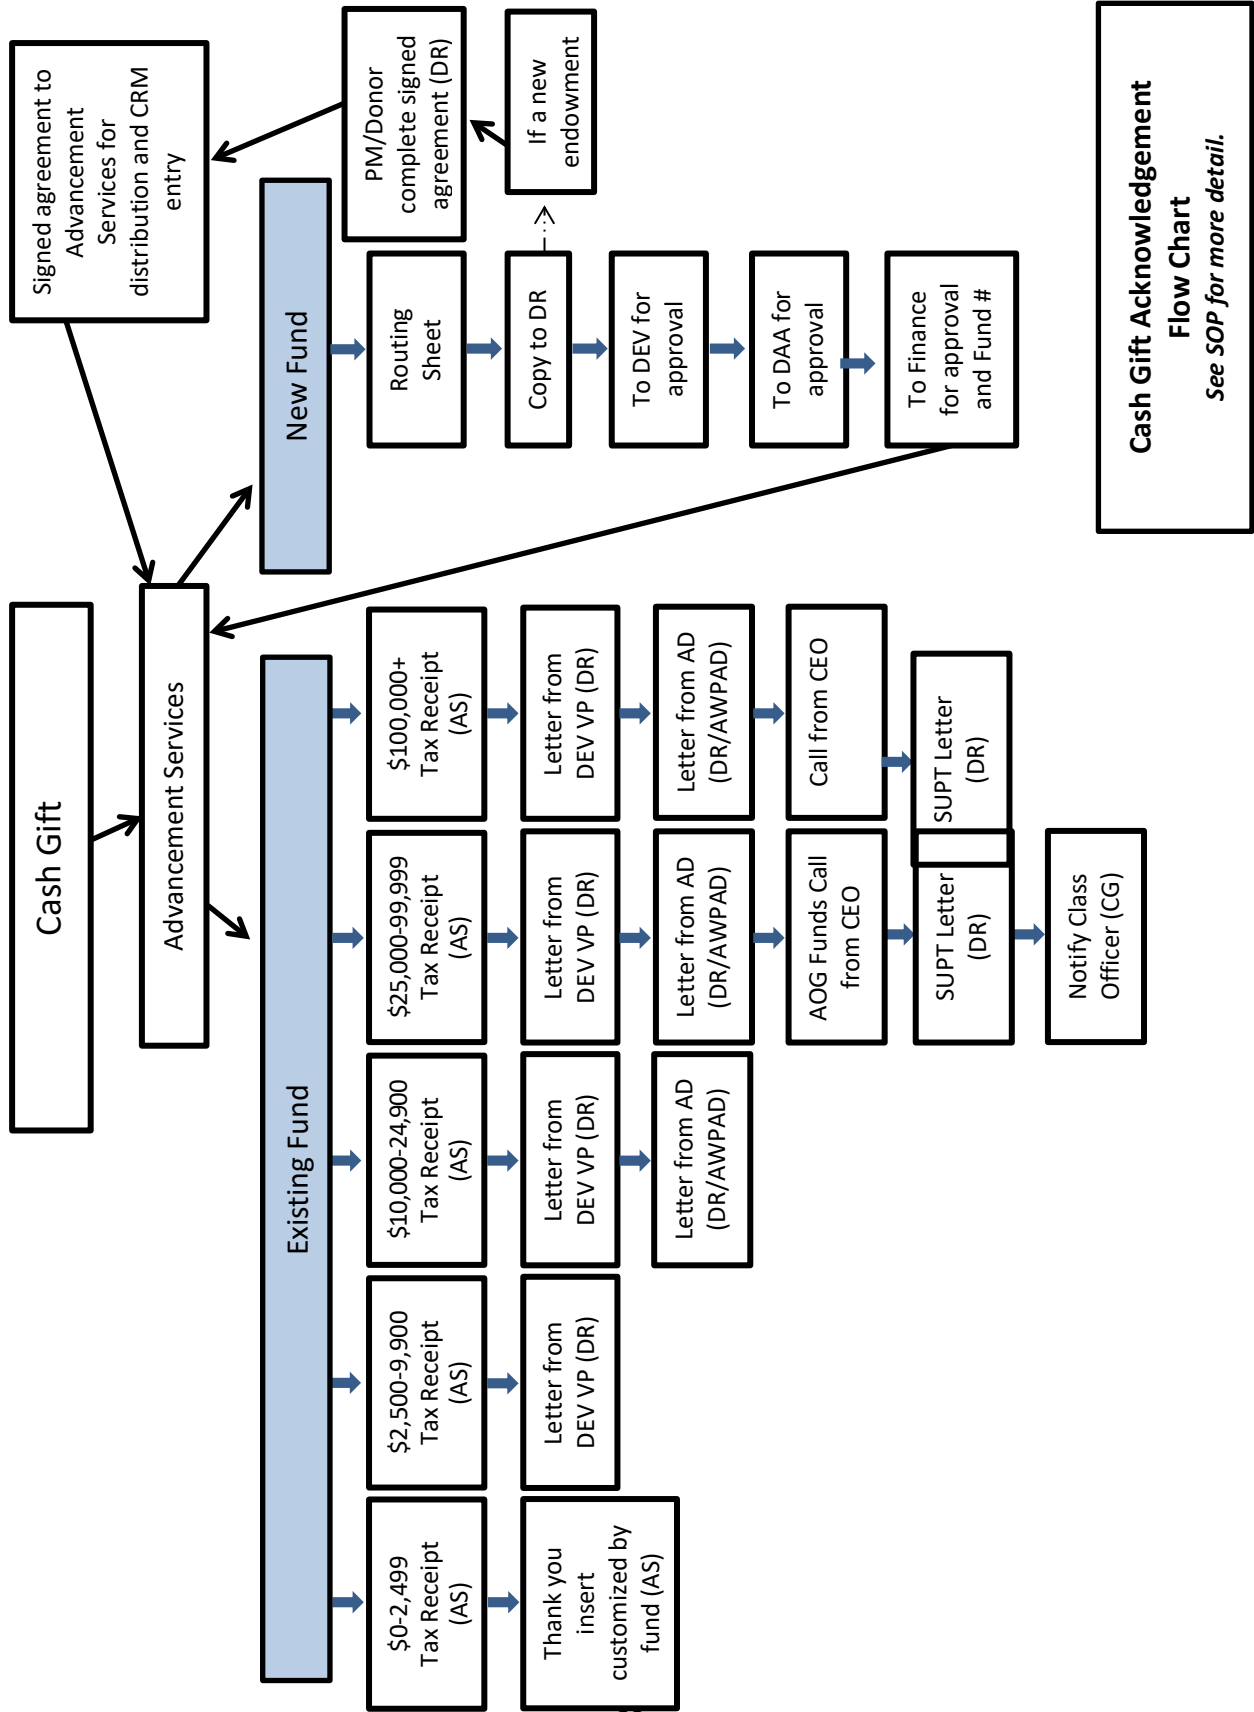 Cash Gift
Advancement Services
Signed agreement to
Advancement
Services for
distribution and CRM
entry
Existing Fund
New Fund
PM/Donor
complete signed
agreement (DR)
If a new
endowment
$0-2,499
Tax Receipt
(AS)
Thank you
insert
customized by
fund (AS)
$2,500-9,900
Tax Receipt
(AS)
Letter from
DEV VP (DR)
$10,000-24,900
Tax Receipt
(AS)
Letter from
DEV VP (DR)
Letter from AD
(DR/AWPAD)
$25,000-99,999
Tax Receipt
(AS)
Letter from
DEV VP (DR)
Letter from AD
(DR/AWPAD)
AOG Funds Call
from CEO
SUPT Letter
(DR)
Notify Class
Officer (CG)
$100,000+
Tax Receipt
(AS)
Letter from
DEV VP (DR)
Letter from AD
(DR/AWPAD)
Call from CEO
SUPT Letter
(DR)
Routing
Sheet
Copy to DR
To DEV for
approval
To DAA for
approval
To Finance
for approval
and Fund #
Cash Gift Acknowledgement
Flow Chart
See SOP for more detail.